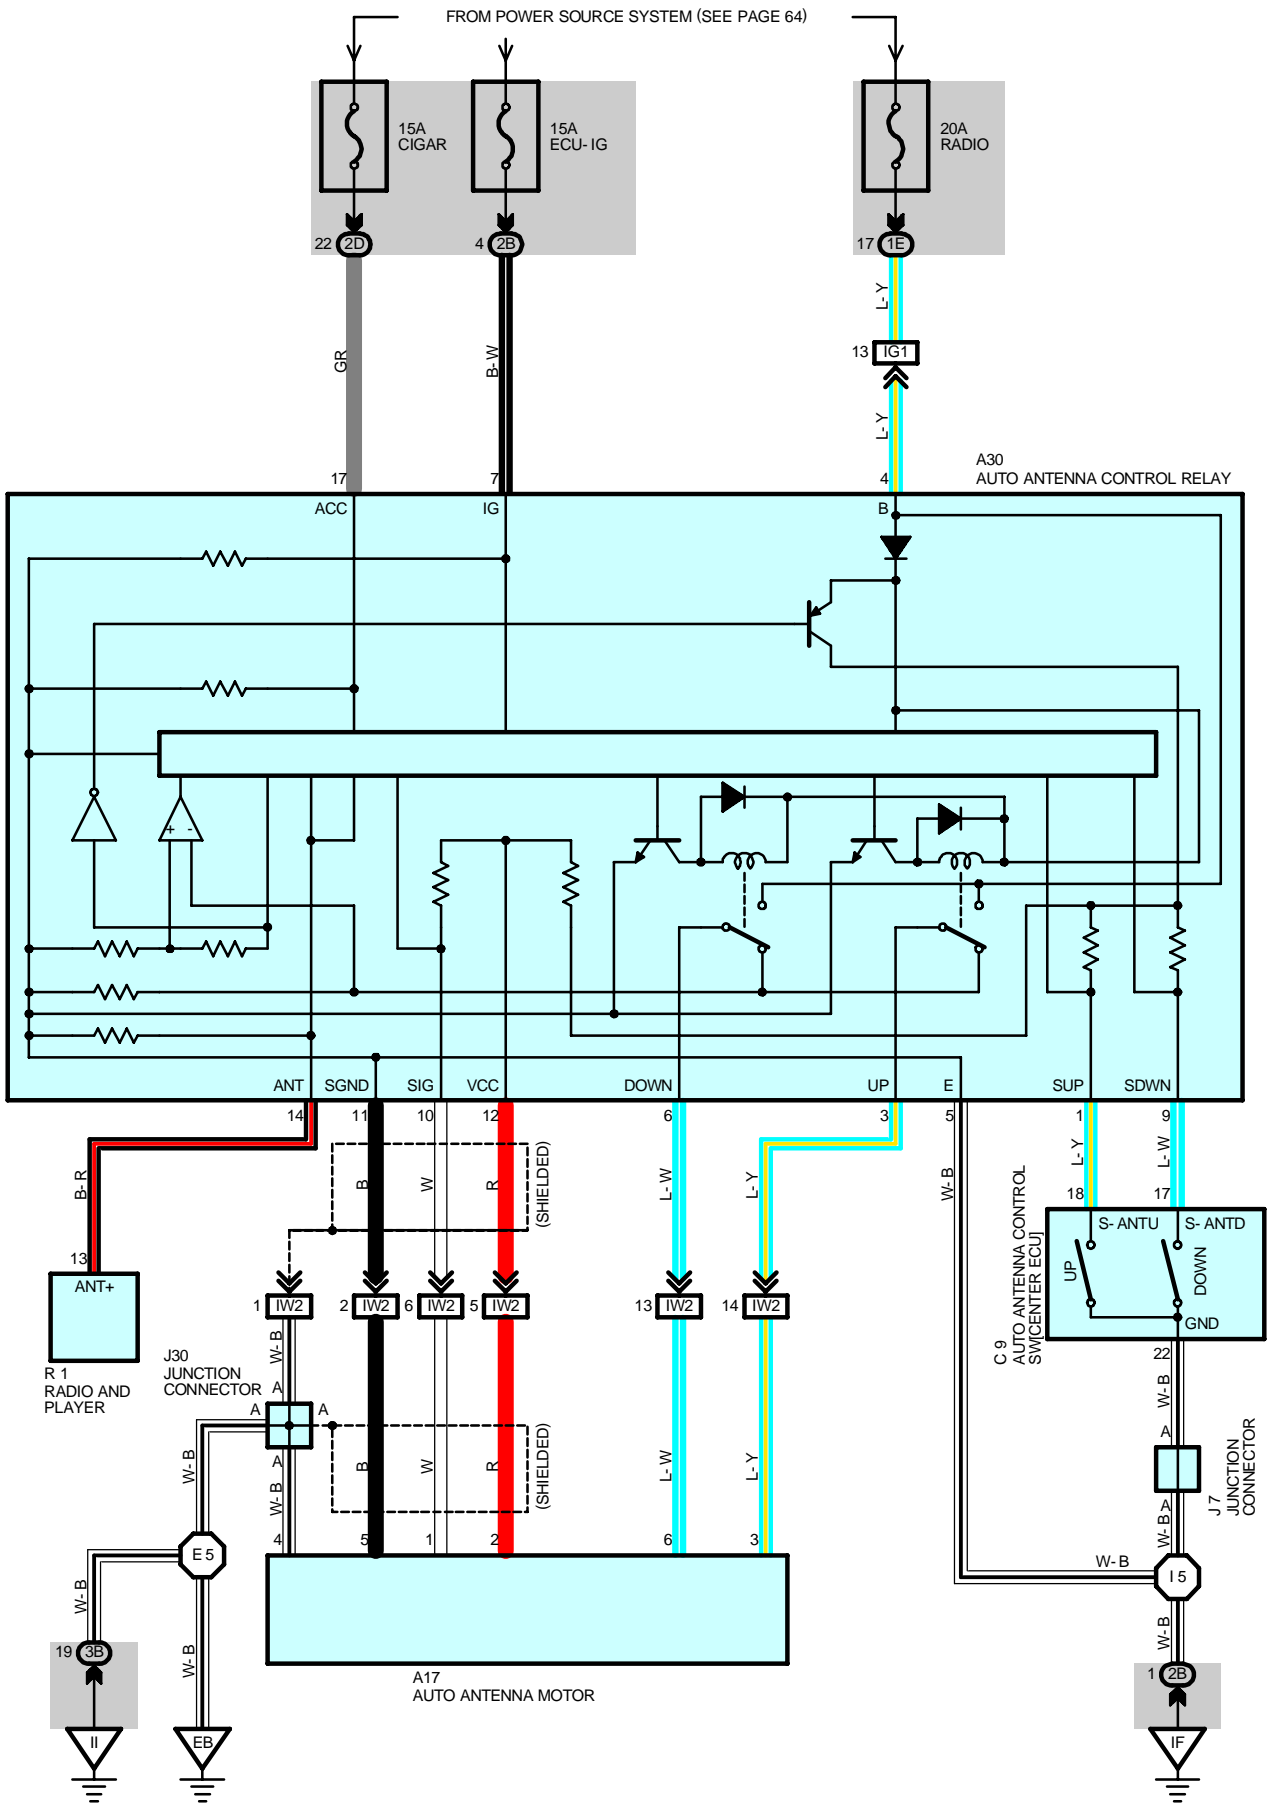 FROM POWER SOURCE SYSTEM (SEE PAGE 64)
15A
CIGAR
15A
ECU- IG
20A
RADIO
22
2D
4
2B
17
1E
L- Y
13
IG1
GR
B- W
L- Y
A30
AUTO ANTENNA CONTROL RELAY
17
7
4
ACC
IG
B
+ -
ANT
SGND
SIG
VCC
DOWN
UP
E
SUP
SDWN
14
11
10
12
6
3
5
1
9
B- R
B
W
R
(SHIELDED)
L- W
L- Y
W- B
L- Y
L- W
18
17
S- ANTU
S- ANTD
UP
DOWN
GND
C 9
AUTO ANTENNA CONTROL
SW[CENTER ECU]
13
ANT+
R 1
RADIO AND
PLAYER
1
IW2
2
IW2
6
IW2
5
IW2
13
IW2
14
IW2
W- B
A
J30
JUNCTION
CONNECTOR
A
A
A
W- B
W- B
B
W
R
(SHIELDED)
L- W
L- Y
22
W- B
A
J 7
JUNCTION
CONNECTOR
A
W- B
4
5
1
2
6
3
E 5
W- B
W- B
W- B
I 5
W- B
19
3B
A17
AUTO ANTENNA MOTOR
1
2B
II
EB
IF